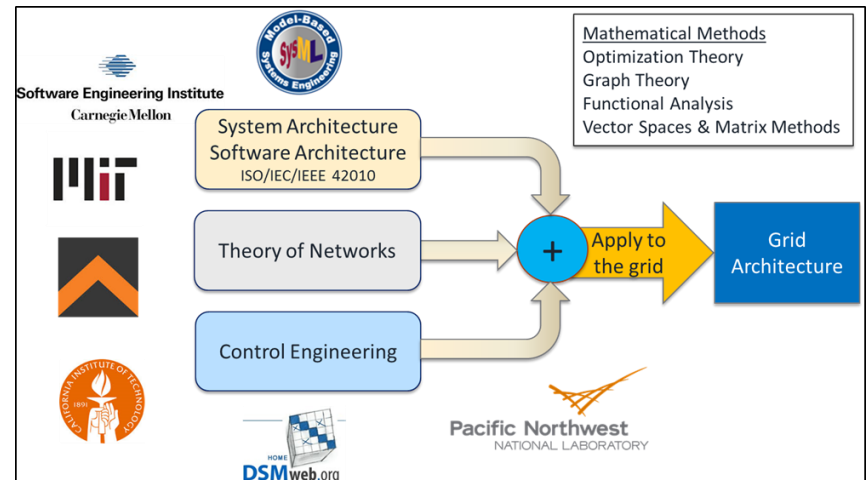 Model-Based
SysML
Systems Engineering
Software Engineering Institute
Carnegie Mellon
MiT
CALIFORNIA INSTITUTE OF TECHNOLOGY
1891
System Architecture
Software Architecture
ISO/IEC/IEEE 42010
Theory of Networks
Control Engineering
+
Apply to
the grid
Grid
Architecture
Mathematical Methods
Optimization Theory
Graph Theory
Functional Analysis
Vector Spaces & Matrix Methods
HOME
DSMweb.org
Pacific Northwest
NATIONAL LABORATORY